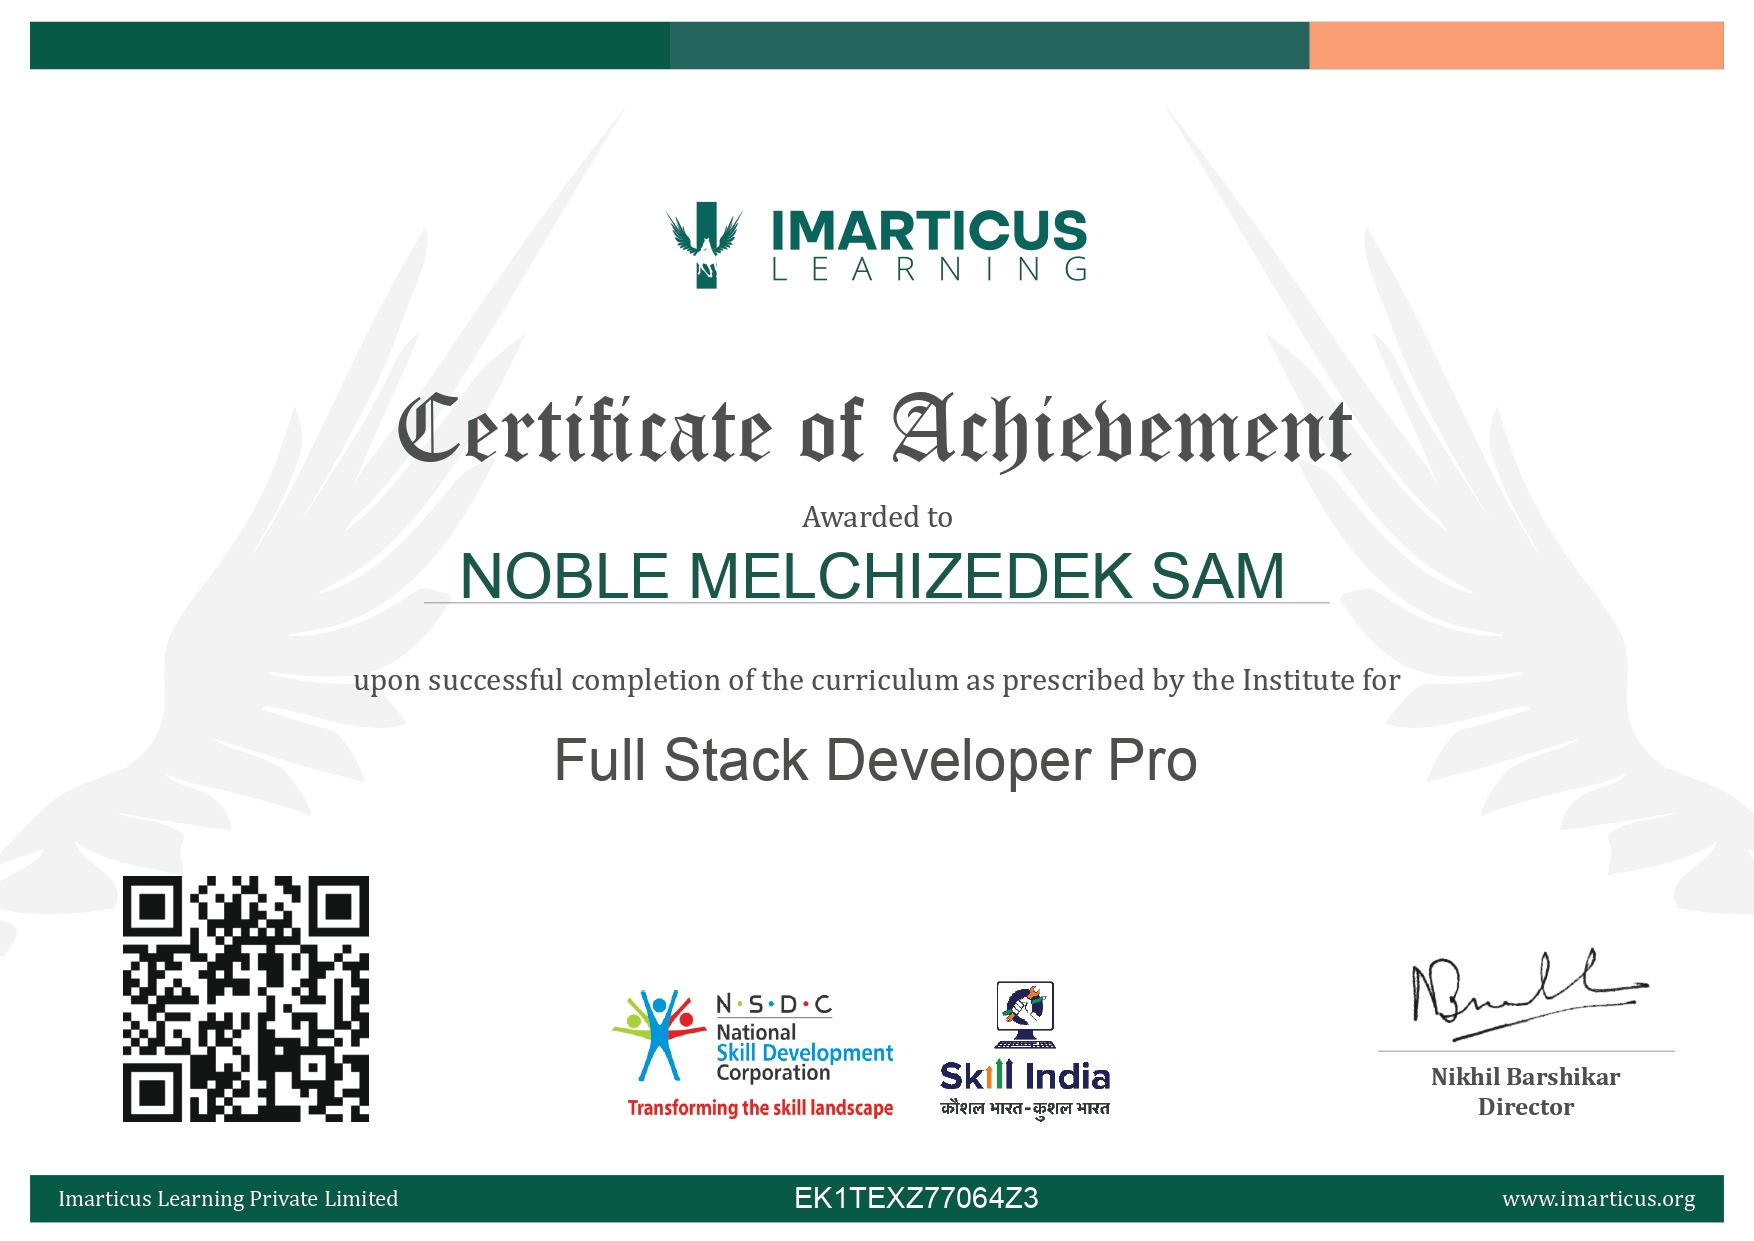 IMARTICUS
LEARNING
Certificate of Achievement
Awarded to
NOBLE MELCHIZEDEK SAM
upon successful completion of the curriculum as prescribed by the Institute for
Full Stack Developer Pro
N·S·D·C
National
Skill Development
Corporation
Transforming the skill landscape
Skill India
कौशल भारत-कुशल भारत
Nikhil Barshikar
Director
Imarticus Learning Private Limited
EK1TEXZ77064Z3
www.imarticus.org